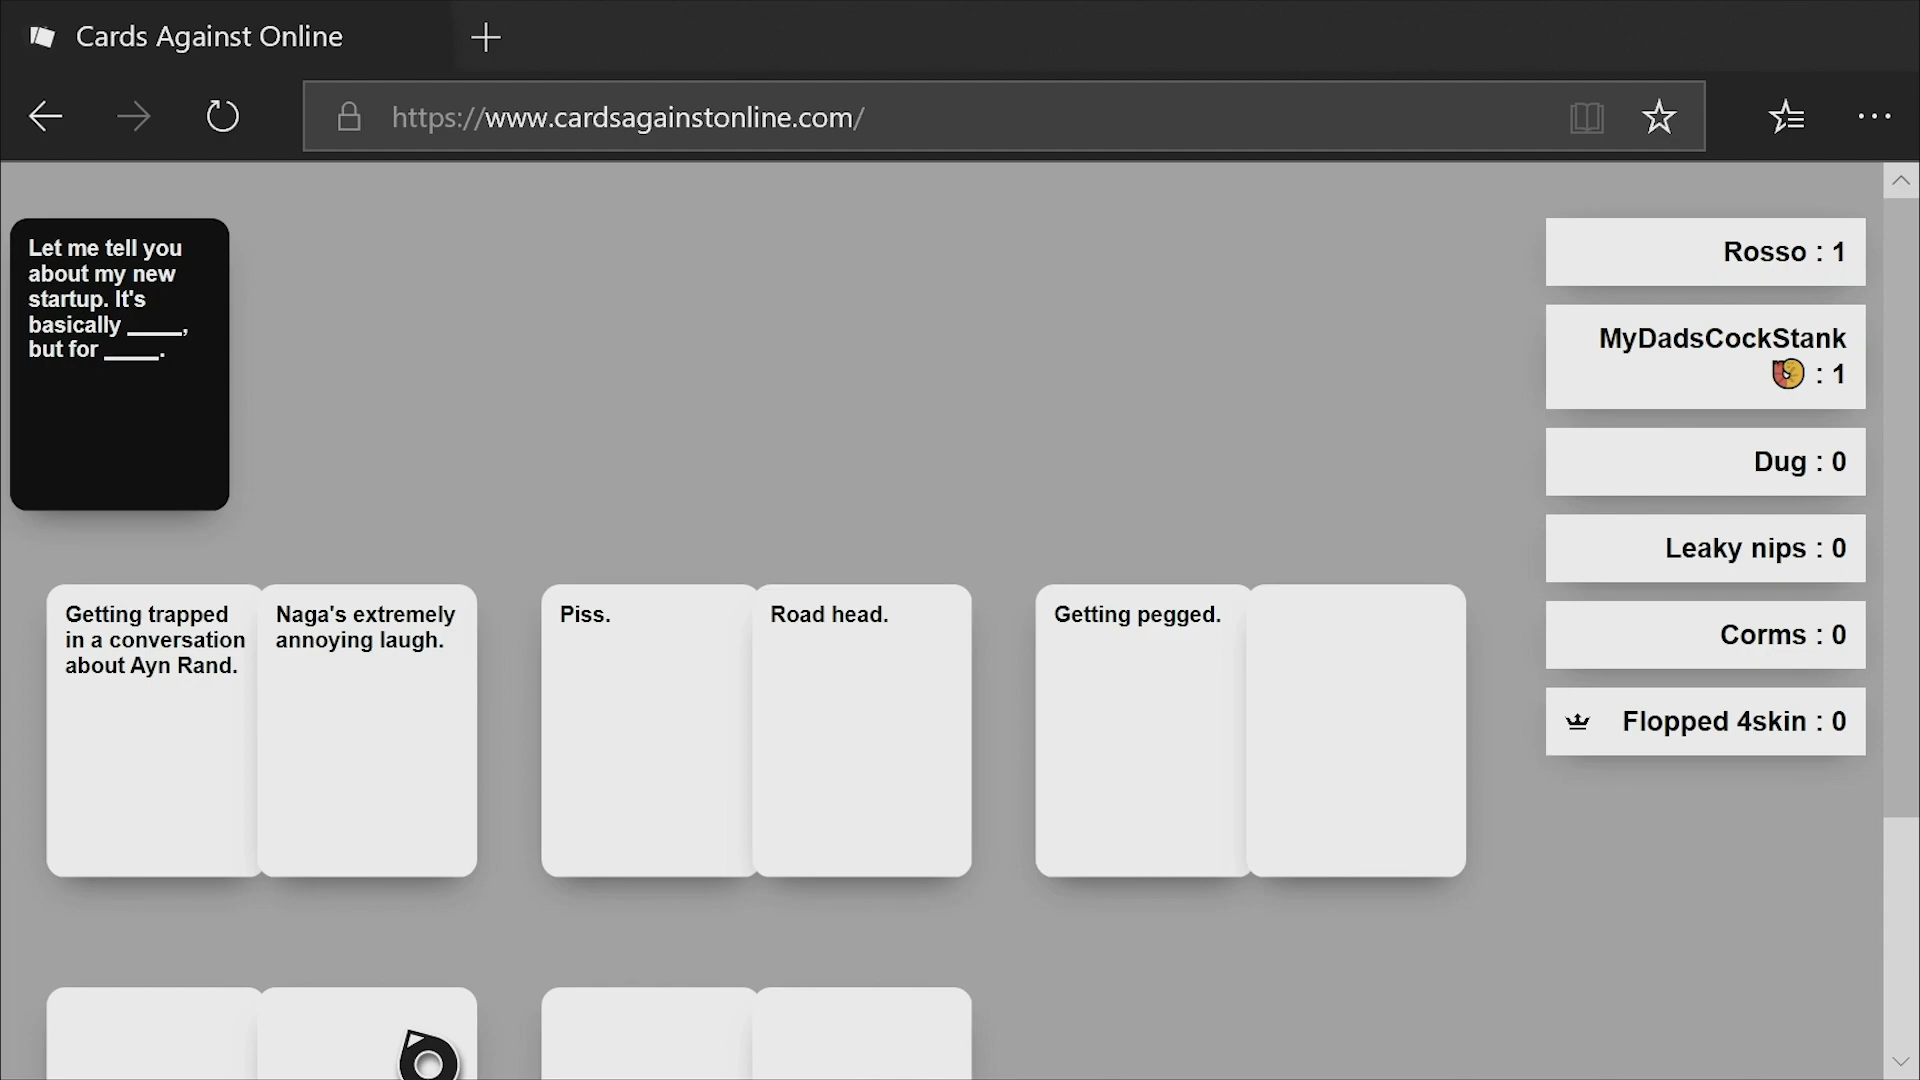 Cards Against Online
https://www.cardsagainstonline.com/
Let me tell you
about my new
startup. It's
basically _____,
but for _____.
Getting trapped
in a conversation
about Ayn Rand.
Naga's extremely
annoying laugh.
Piss.
Road head.
Getting pegged.
Rosso : 1
MyDadsCockStank
: 1
Dug : 0
Leaky nips : 0
Corms : 0
Flopped 4skin : 0